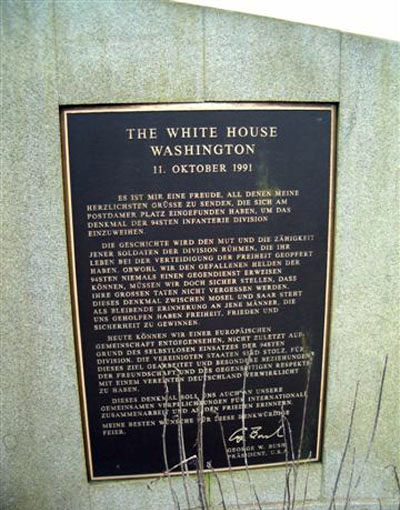 THE WHITE HOUSE
WASHINGTON
11. OKTOBER 1991
ES IST MIR EINE FREUDE, ALL DENEN MEINE
HERZLICHSTEN GRÜSSE ZU SENDEN, DIE SICH AM
POSTDAMER PLATZ EINGEFUNDEN HABEN, UM DAS
DENKMAL DER 94STEN INFANTERIE DIVISION
EINZUWEIHEN.
DIE GESCHICHTE WIRD DEN MUT UND DIE ZÄHIGKEIT
JENER SOLDATEN DER DIVISION RÜHMEN, DIE IHR
LEBEN BEI DER VERTEIDIGUNG DER FREIHEIT GEOPFERT
HABEN. OBWOHL WIR DEN GEFALLENEN HELDEN DER
94STEN NIEMALS EINEN GEGENDIENST ERWEISEN
KÖNNEN, MÜSSEN WIR DOCH SICHER STELLEN, DASS
IHRE GROSSEN TATEN NICHT VERGESSEN WERDEN.
DIESES DENKMAL ZWISCHEN MOSEL UND SAAR STEHT
ALS BLEIBENDE ERINNERUNG AN JENE MÄNNER, DIE
UNS GEHOLFEN HABEN FREIHEIT, FRIEDEN UND
SICHERHEIT ZU GEWINNEN.
HEUTE KÖNNEN WIR EINER EUROPÄISCHEN
GEMEINSCHAFT ENTGEGENSEHEN, NICHT ZULETZT AUF
GRUND DES SELBSTLOSEN EINSATZES DER 94STEN
DIVISION. DIE VEREINIGTEN STAATEN SIND STOLZ, FÜR
DIESES ZIEL GEARBEITET UND BESONDERE BEZIEHUNGEN
DER FREUNDSCHAFT UND DES GEGENSEITIGEN RESPEKTS
MIT EINEM VEREINTEN DEUTSCHLAND VERWIRKLICHT
ZU HABEN.
DIESES DENKMAL SOLL UNS AUCH AN UNSERE
GEMEINSAMEN VERPFLICHTUNGEN FÜR INTERNATIONALE
ZUSAMMENARBEIT UND AN DEN FRIEDEN ERINNERN.
MEINE BESTEN WÜNSCHE FÜR DIESE DENKWÜRDIGE
FEIER.
G Bush
GEORGE W. BUSH
PRÄSIDENT, U.S.A.